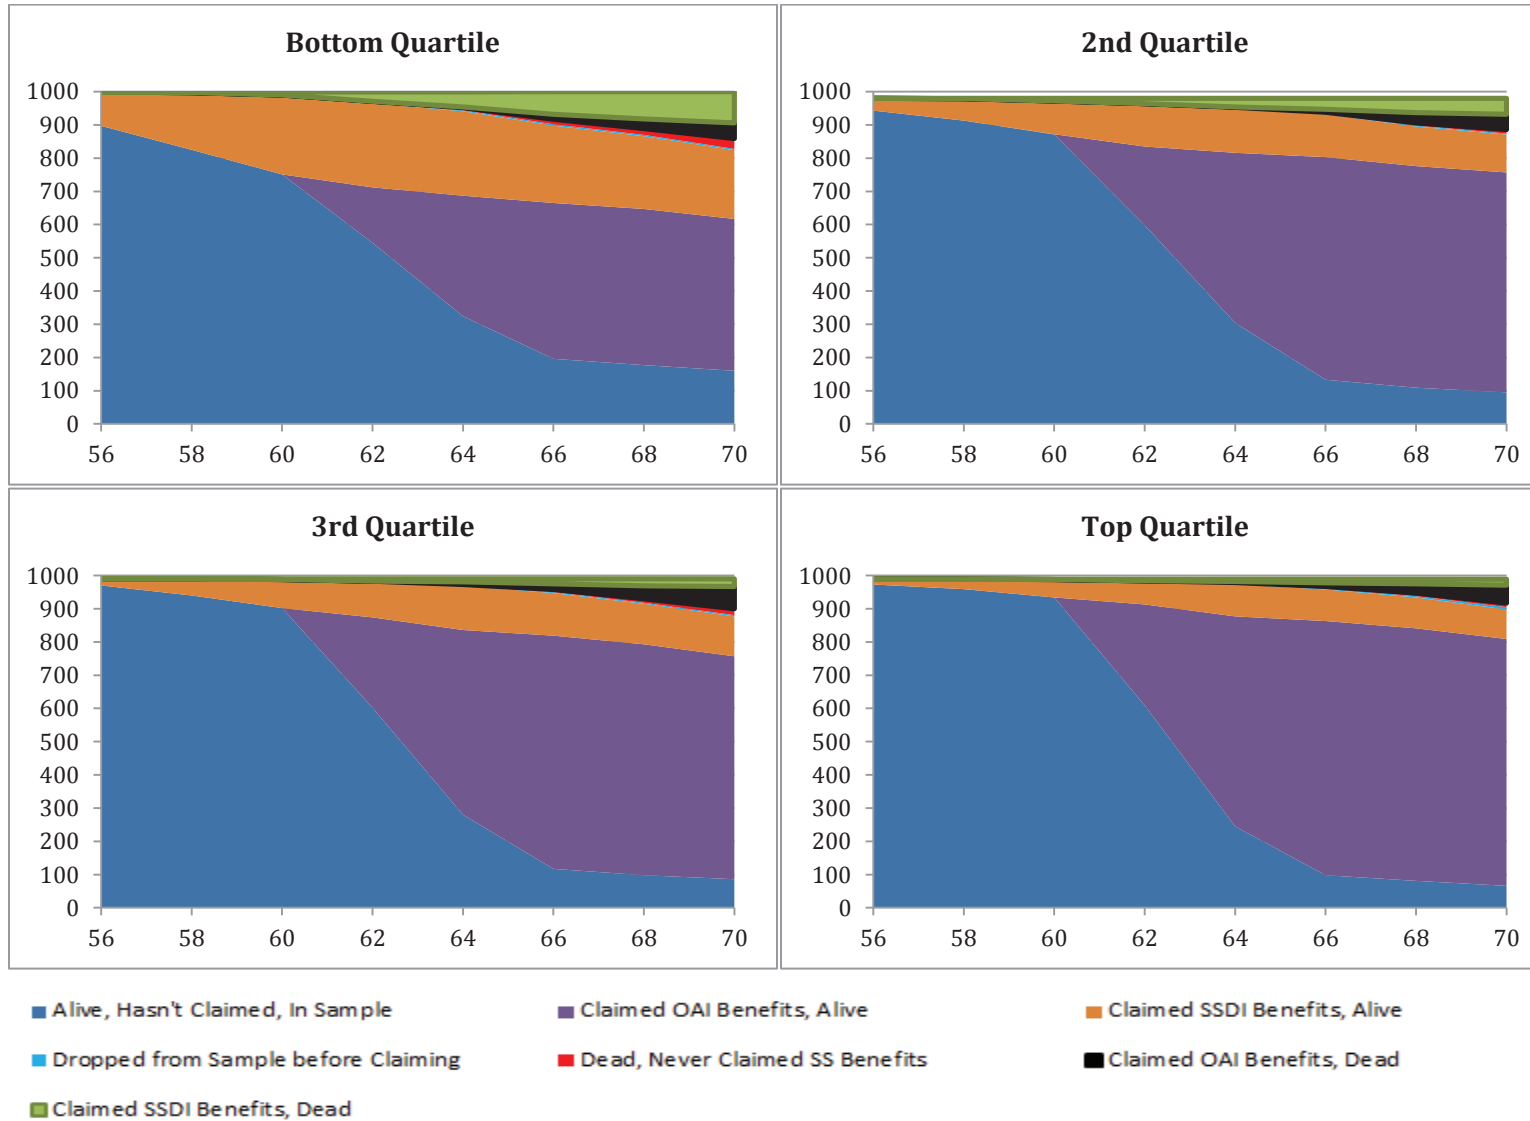 Bottom Quartile
1000
900
800
700
600
500
400
300
200
100
0
56 58 60 62 64 66 68 70
2nd Quartile
1000
900
800
700
600
500
400
300
200
100
0
56 58 60 62 64 66 68 70
3rd Quartile
1000
900
800
700
600
500
400
300
200
100
0
56 58 60 62 64 66 68 70
Top Quartile
1000
900
800
700
600
500
400
300
200
100
0
56 58 60 62 64 66 68 70
Alive, Hasn't Claimed, In Sample
Claimed OAI Benefits, Alive
Claimed SSDI Benefits, Alive
Dropped from Sample before Claiming
Dead, Never Claimed SS Benefits
Claimed OAI Benefits, Dead
Claimed SSDI Benefits, Dead